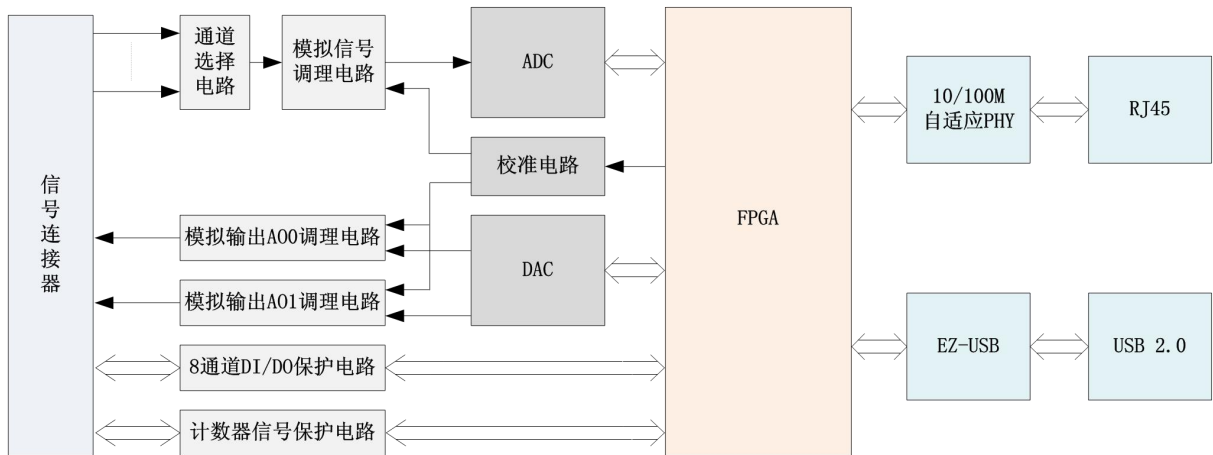 信号连接器
通道
选择
电路
模拟信号
调理电路
ADC
校准电路
模拟输出AO0调理电路
DAC
模拟输出AO1调理电路
8通道DI/DO保护电路
计数器信号保护电路
FPGA
10/100M
自适应PHY
RJ45
EZ-USB
USB 2.0